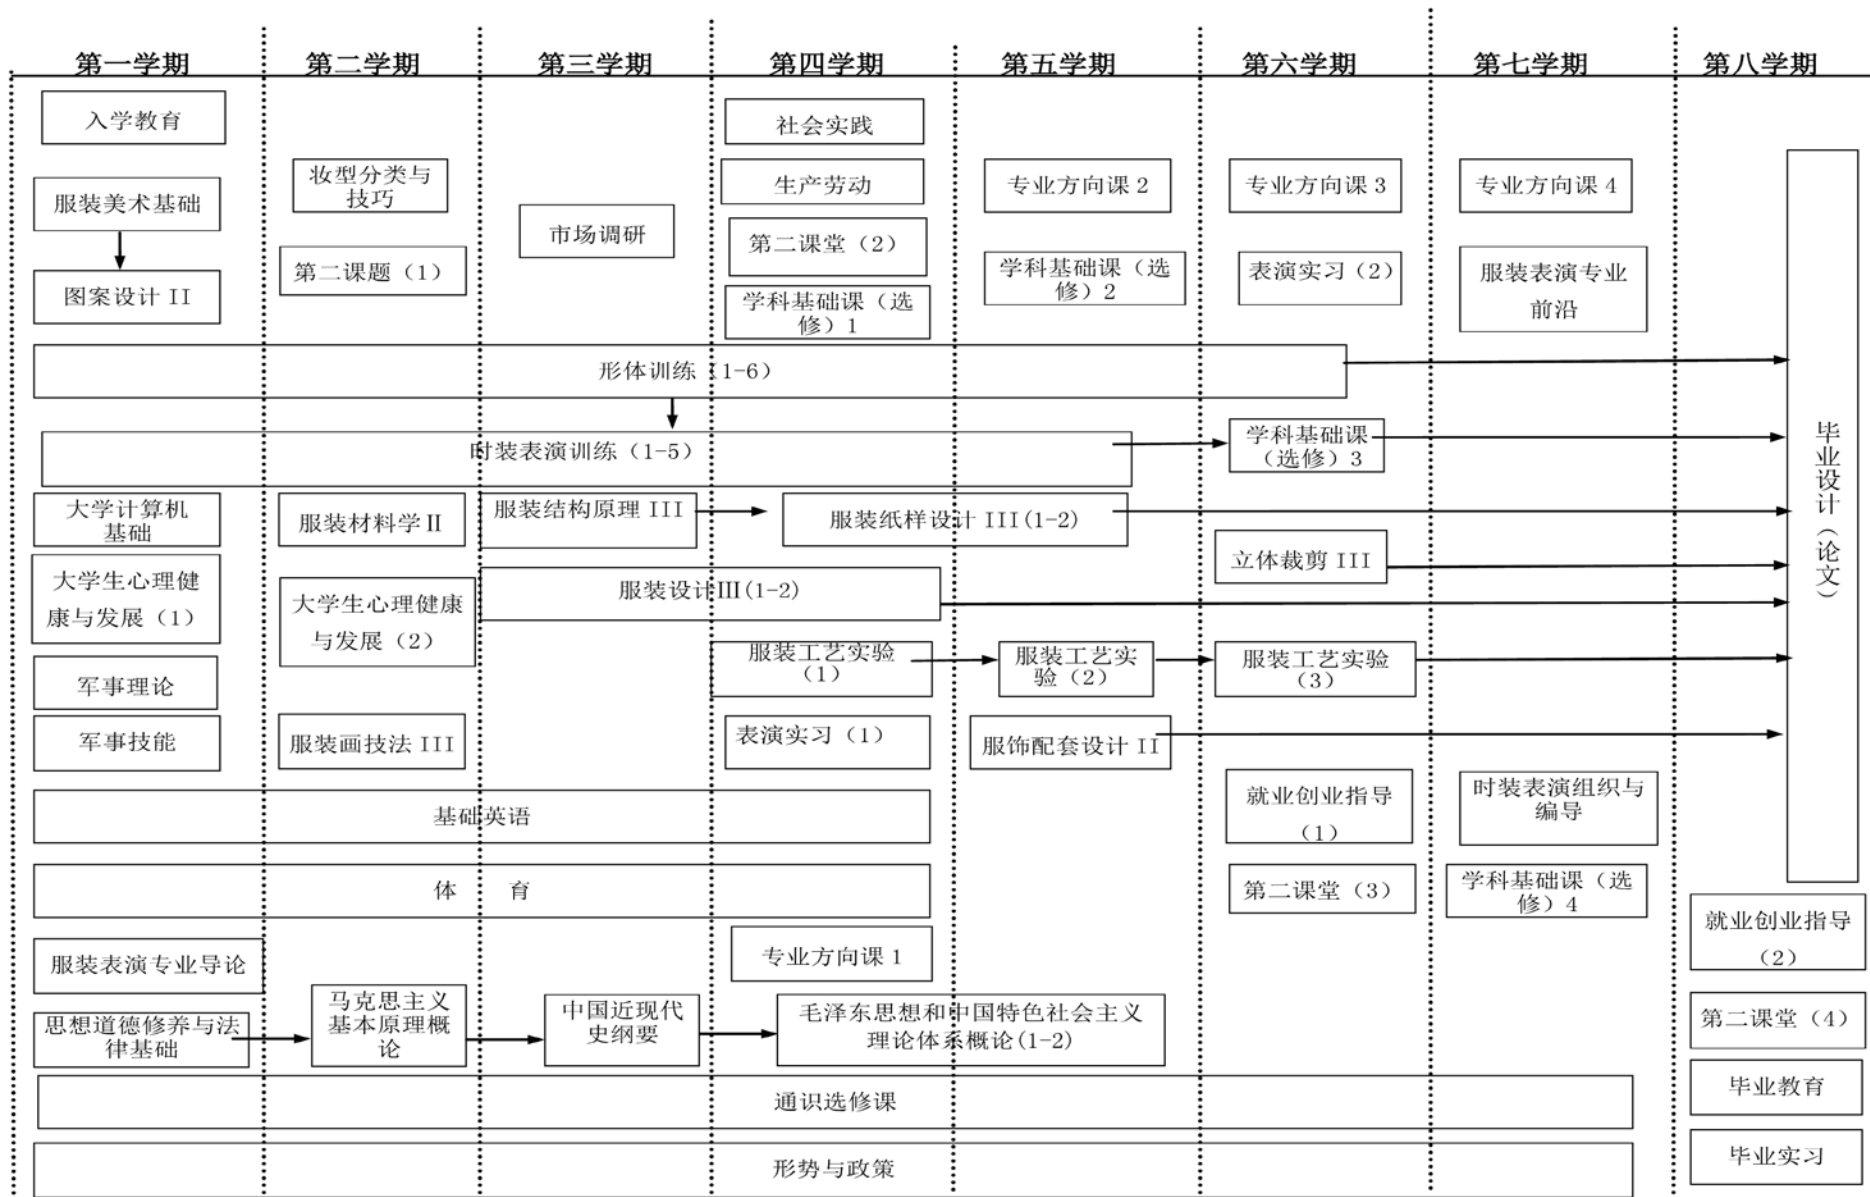 第一学期
第二学期
第三学期
第四学期
第五学期
第六学期
第七学期
第八学期
入学教育
社会实践
妆型分类与
技巧
生产劳动
专业方向课 2
专业方向课 3
专业方向课 4
服装美术基础
市场调研
第二课堂（2）
第二课题（1）
学科基础课（选
修）2
表演实习（2）
服装表演专业
前沿
图案设计 II
学科基础课（选
修）1
形体训练（1-6）
时装表演训练（1-5）
学科基础课
（选修）3
毕业设计（论文）
大学计算机
基础
服装材料学Ⅱ
服装结构原理 III
服装纸样设计 III(1-2)
立体裁剪 III
大学生心理健
康与发展（1）
大学生心理健康
与发展（2）
服装设计Ⅲ(1-2)
服装工艺实验
（1）
服装工艺实
验（2）
服装工艺实验
（3）
军事理论
军事技能
服装画技法 III
表演实习（1）
服饰配套设计 II
基础英语
就业创业指导
（1）
时装表演组织与
编导
体 育
第二课堂（3）
学科基础课（选
修）4
就业创业指导
（2）
服装表演专业导论
专业方向课 1
思想道德修养与法
律基础
马克思主义
基本原理概
论
中国近现代
史纲要
毛泽东思想和中国特色社会主义
理论体系概论(1-2)
第二课堂（4）
通识选修课
毕业教育
形势与政策
毕业实习